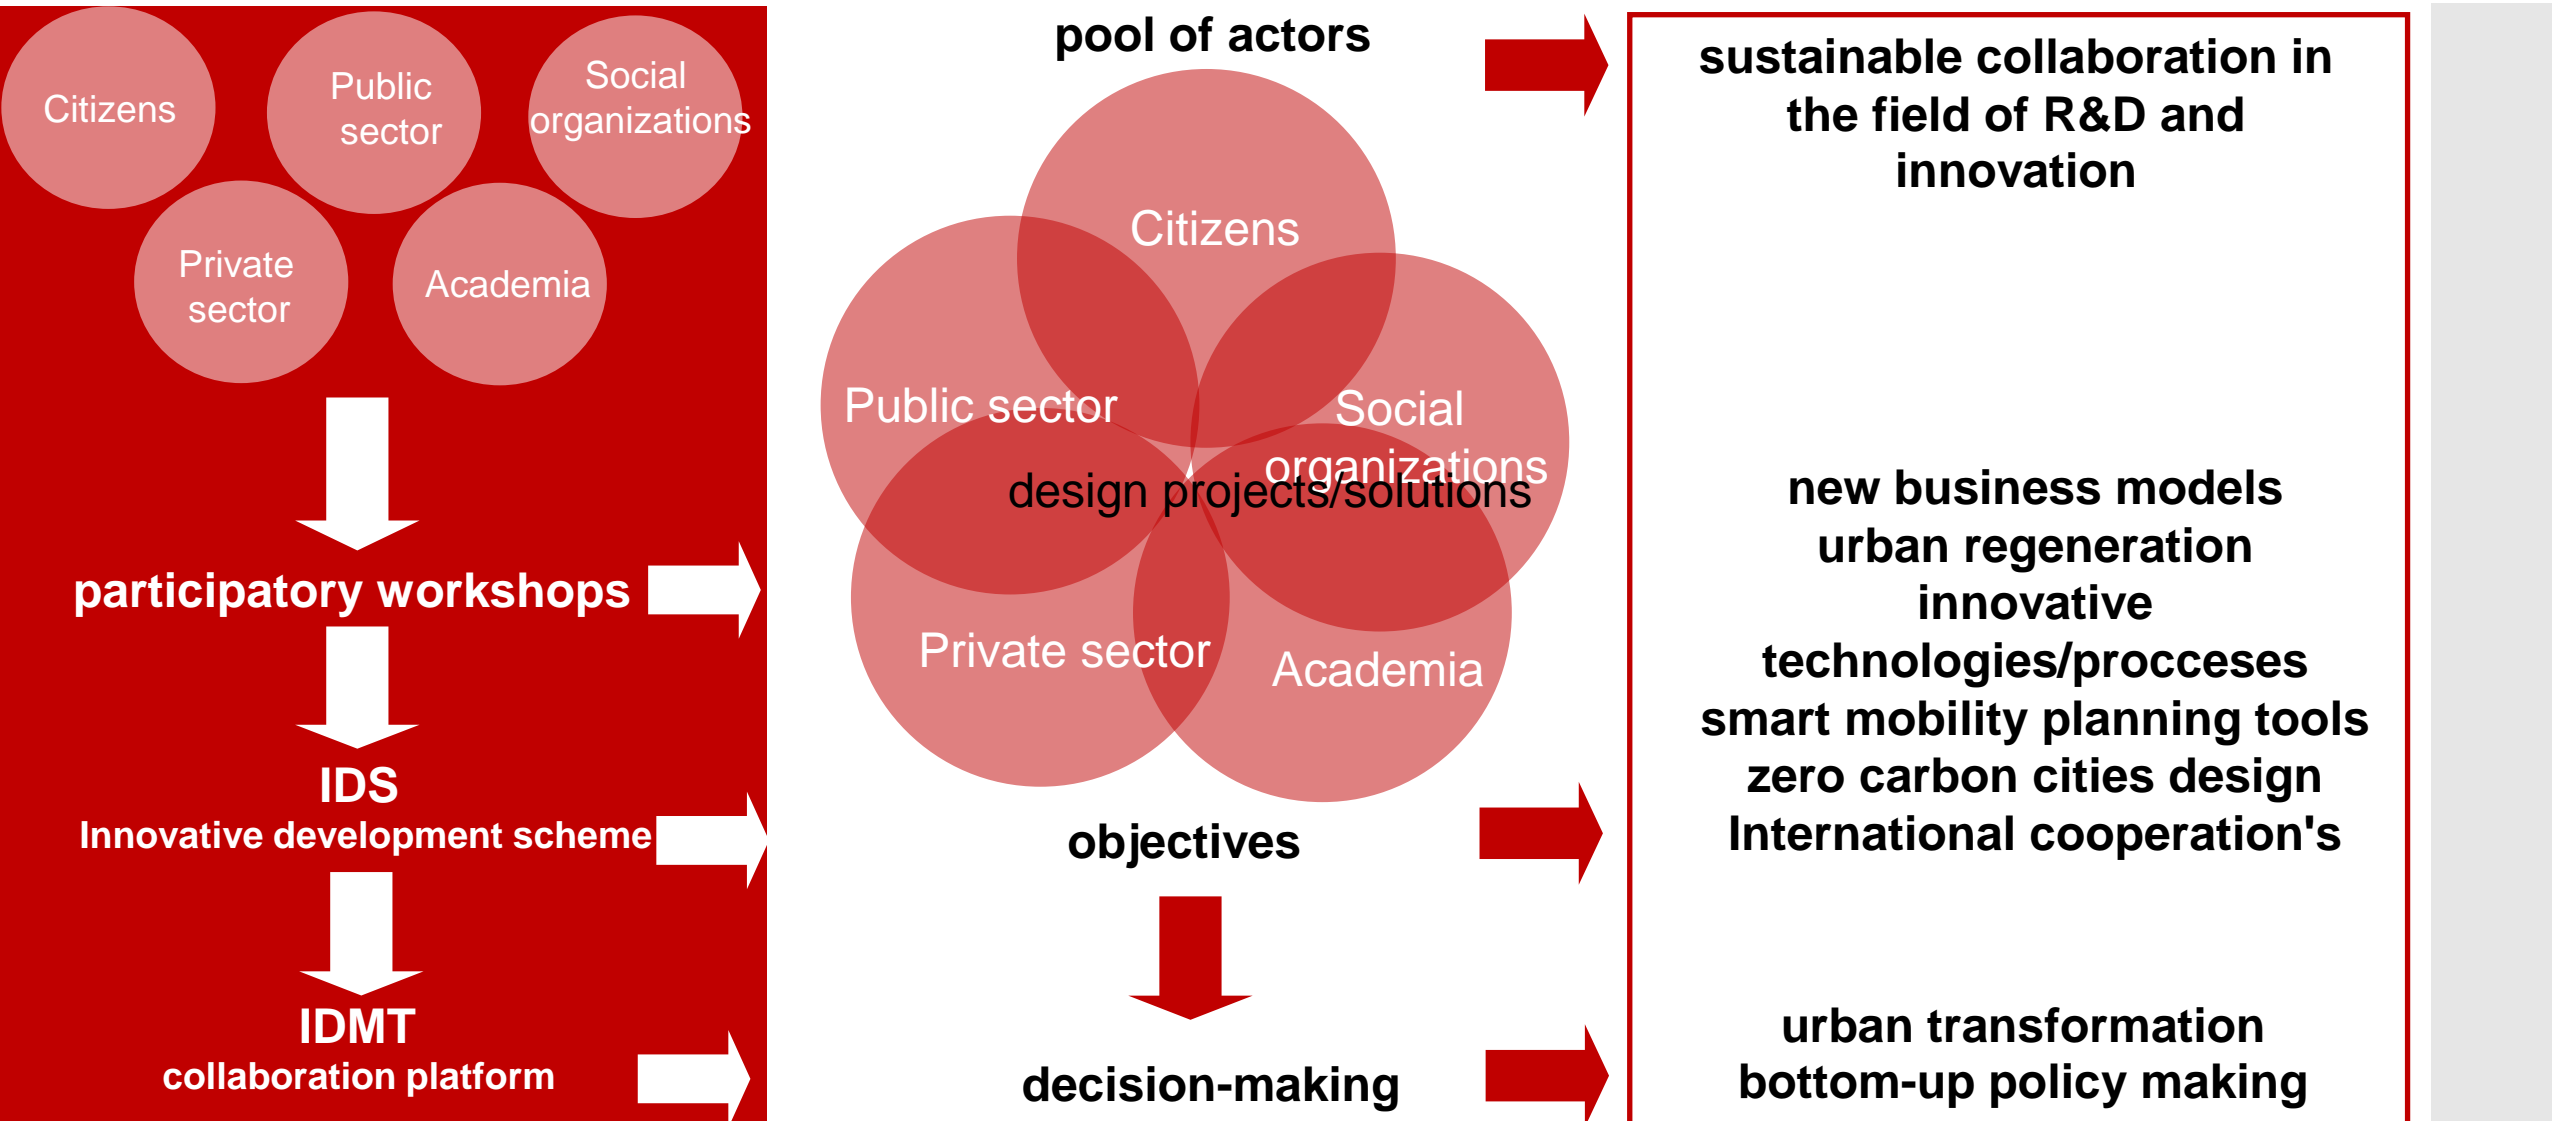 Citizens
Public
sector
Social
organizations
Private
sector
Academia
participatory workshops
IDS
Innovative development scheme
IDMT
collaboration platform
pool of actors
Citizens
Public sector
Social
organizations
design projects/solutions
Private sector
Academia
objectives
decision-making
sustainable collaboration in
the field of R&D and
innovation
new business models
urban regeneration
innovative
technologies/procceses
smart mobility planning tools
zero carbon cities design
International cooperation's
urban transformation
bottom-up policy making